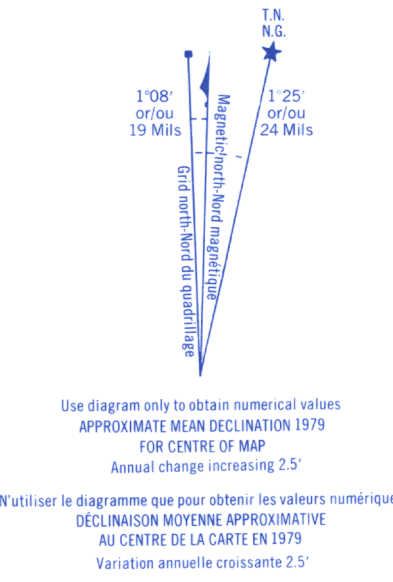 T.N.
N.G.
1°08′
or/ou
19 Mils
1°25′
or/ou
24 Mils
Magnetic north-Nord magnétique
Grid north-Nord du quadrillage
Use diagram only to obtain numerical values
APPROXIMATE MEAN DECLINATION 1979
FOR CENTRE OF MAP
Annual change increasing 2.5′
N'utiliser le diagramme que pour obtenir les valeurs numérique
DÉCLINAISON MOYENNE APPROXIMATIVE
AU CENTRE DE LA CARTE EN 1979
Variation annuelle croissante 2.5′